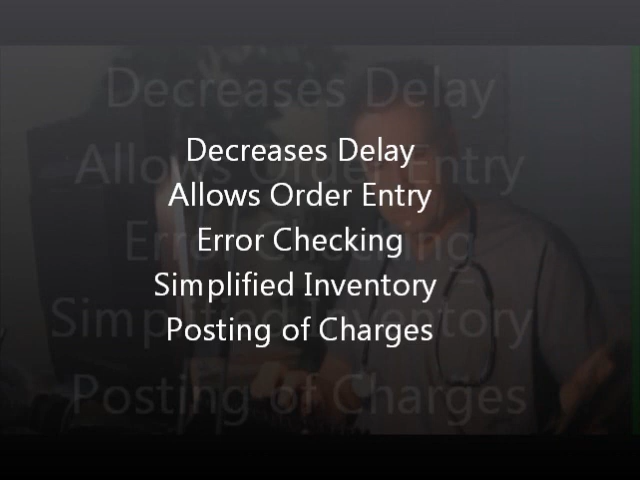 Decreases Delay
Allows Order Entry
Error Checking
Simplified Inventory
Posting of Charges